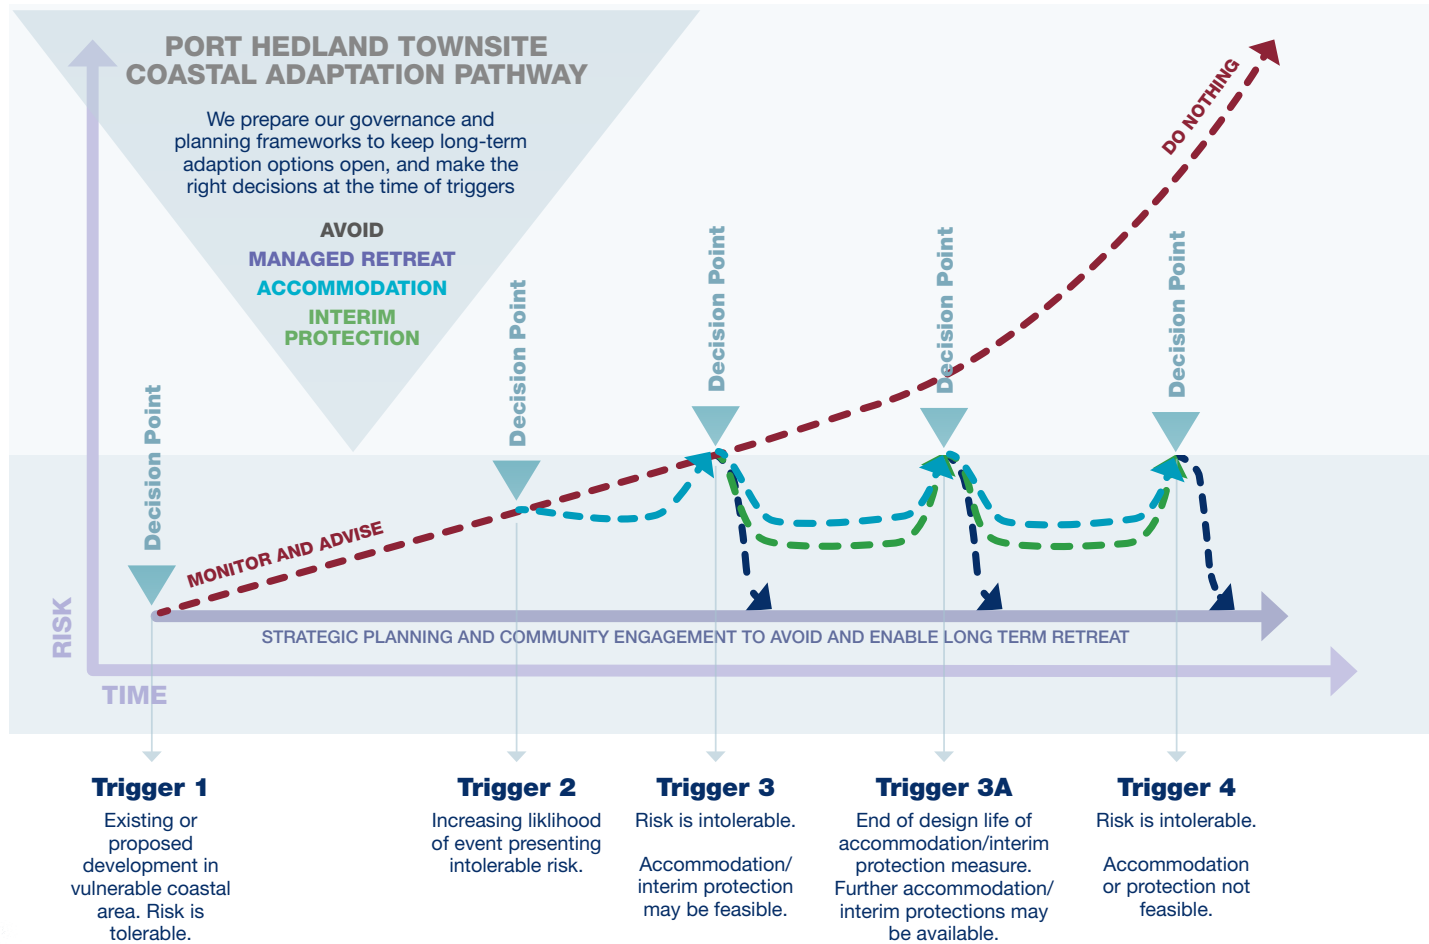 PORT HEDLAND TOWNSITE
COASTAL ADAPTATION PATHWAY
We prepare our governance and
planning frameworks to keep long-term
adaption options open, and make the
right decisions at the time of triggers
AVOID
MANAGED RETREAT
ACCOMMODATION
INTERIM
PROTECTION
DO NOTHING
Decision Point
Decision Point
Decision Point
Decision Point
Decision Point
MONITOR AND ADVISE
STRATEGIC PLANNING AND COMMUNITY ENGAGEMENT TO AVOID AND ENABLE LONG TERM RETREAT
RISK
TIME
Trigger 1
Existing or
proposed
development in
vulnerable coastal
area. Risk is
tolerable.
Trigger 2
Increasing liklihood
of event presenting
intolerable risk.
Trigger 3
Risk is intolerable.
Accommodation/
interim protection
may be feasible.
Trigger 3A
End of design life of
accommodation/interim
protection measure.
Further accommodation/
interim protections may
be available.
Trigger 4
Risk is intolerable.
Accommodation
or protection not
feasible.